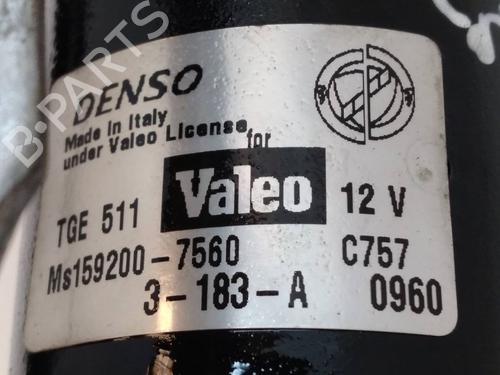 DENSO
Made in Italy
under Valeo License
for
Valeo
TGE 511
12 V
Ms159200-7560
C757
3-183-A
0960
B-PARTS